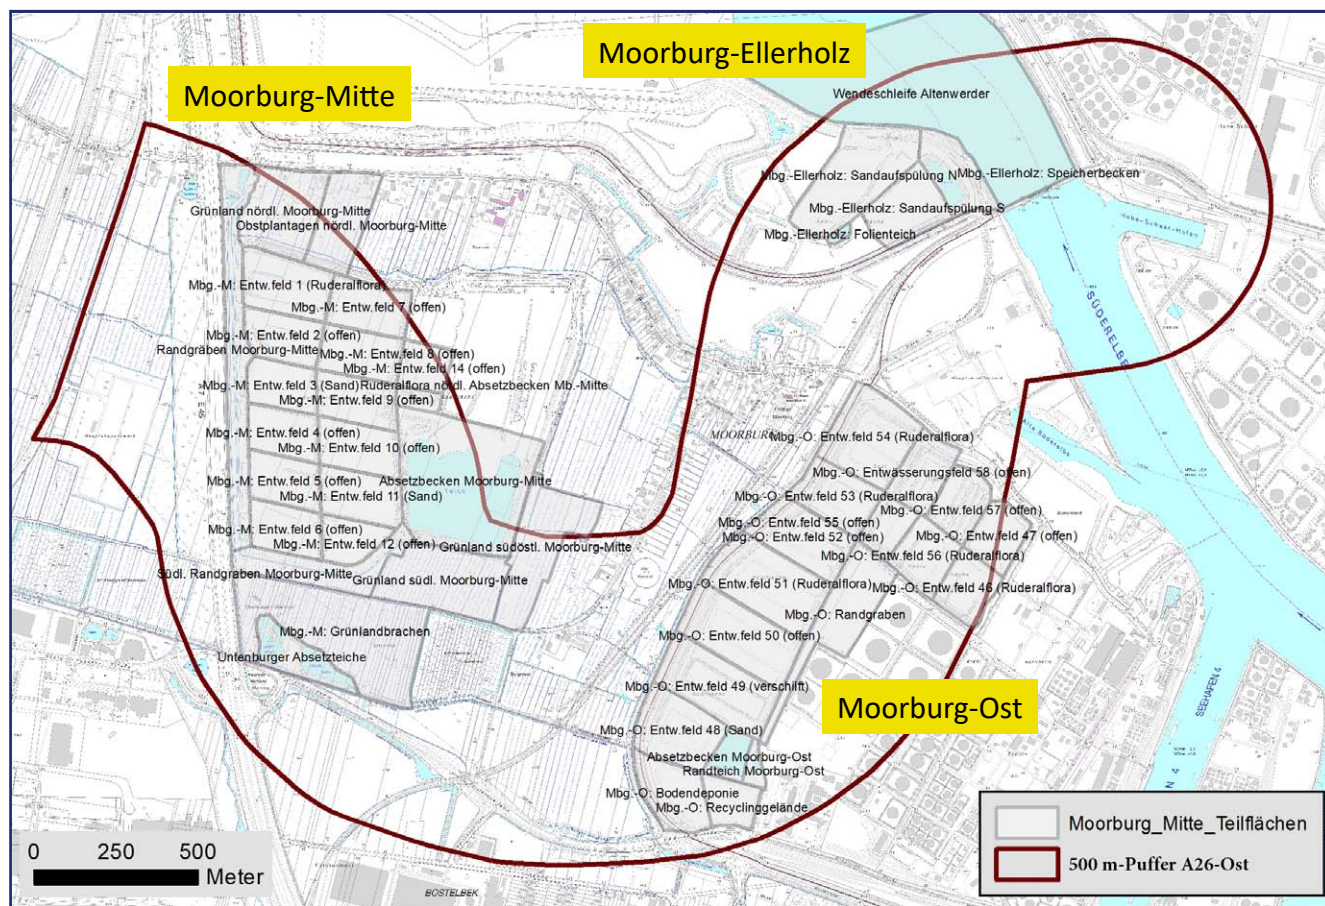 Moorburg-Ellerholz
Moorburg-Mitte
Wendeschleife Altenwerder
Mbg.-Ellerholz: Sandaufspülung N
Mbg.-Ellerholz: Speicherbecken
Mbg.-Ellerholz: Sandaufspülung S
Mbg.-Ellerholz: Folienteich
Grünland nördl. Moorburg-Mitte
Obstplantagen nördl. Moorburg-Mitte
Hohe-Schaar-Hafen
SÜDERELBE
Mbg.-M: Entw.feld 1 (Ruderalflora)
Mbg.-M: Entw.feld 7 (offen)
Mbg.-M: Entw.feld 2 (offen)
Randgräben Moorburg-Mitte
Mbg.-M: Entw.feld 8 (offen)
Mbg.-M: Entw.feld 14 (offen)
Mbg.-M: Entw.feld 3 (Sand)
Ruderalflora nördl. Absetzbecken Mb.-Mitte
Mbg.-M: Entw.feld 9 (offen)
Mbg.-M: Entw.feld 4 (offen)
Mbg.-M: Entw.feld 10 (offen)
Mbg.-M: Entw.feld 5 (offen)
Absetzbecken Moorburg-Mitte
Mbg.-M: Entw.feld 11 (Sand)
Mbg.-M: Entw.feld 6 (offen)
Mbg.-M: Entw.feld 12 (offen)
Grünland südöstl. Moorburg-Mitte
Südl. Randgraben Moorburg-Mitte
Grünland südl. Moorburg-Mitte
Mbg.-M: Grünlandbrachen
Untenburger Absetzteiche
MOORBURG
Alte Süderelbe
Mbg.-O: Entw.feld 54 (Ruderalflora)
Mbg.-O: Entwässerungsfeld 58 (offen)
Mbg.-O: Entw.feld 53 (Ruderalflora)
Mbg.-O: Entw.feld 57 (offen)
Mbg.-O: Entw.feld 55 (offen)
Mbg.-O: Entw.feld 52 (offen)
Mbg.-O: Entw.feld 47 (offen)
Mbg.-O: Entw.feld 56 (Ruderalflora)
Mbg.-O: Entw.feld 51 (Ruderalflora)
Mbg.-O: Entw.feld 46 (Ruderalflora)
Mbg.-O: Randgraben
Mbg.-O: Entw.feld 50 (offen)
Mbg.-O: Entw.feld 49 (verschilft)
Moorburg-Ost
SEEHAFEN 4
Mbg.-O: Entw.feld 48 (Sand)
Absetzbecken Moorburg-Ost
Randteich Moorburg-Ost
Mbg.-O: Bodendeponie
Mbg.-O: Recyclinggelände
BOSTELBEK
0 250 500
Meter
Moorburg_Mitte_Teilflächen
500 m-Puffer A26-Ost